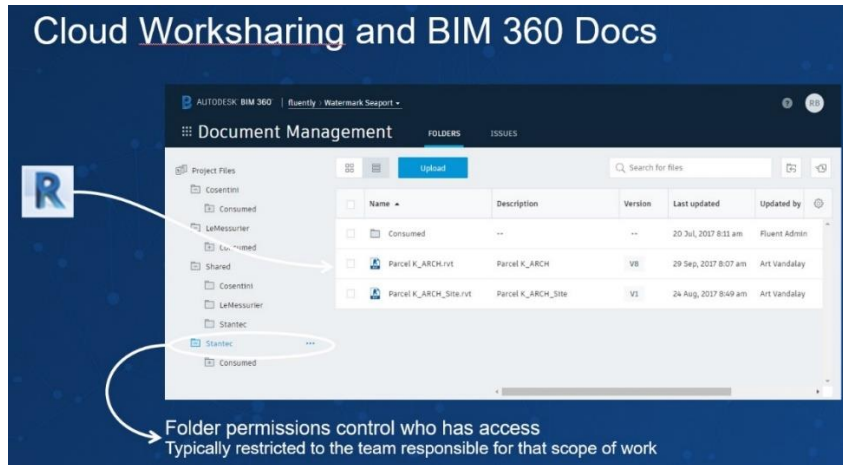 Cloud Worksharing and BIM 360 Docs
AUTODESK BIM 360° | fluently › Watermark Seaport
Document Management FOLDERS ISSUES
Project Files
Cosentini
Consumed
LeMessurier
Consumed
Shared
Cosentini
LeMessurier
Stantec
Stantec ...
Consumed
Upload
Search for files
Name Description Version Last updated Updated by
Consumed -- -- 20 Jul, 2017 8:11 am Fluent Admin
Parcel K_ARCH.rvt Parcel K_ARCH V8 29 Sep, 2017 8:07 am Art Vandalay
Parcel K_ARCH_Site.rvt Parcel K_ARCH_Site V1 24 Aug, 2017 8:49 am Art Vandalay
RB
R
Folder permissions control who has access
Typically restricted to the team responsible for that scope of work